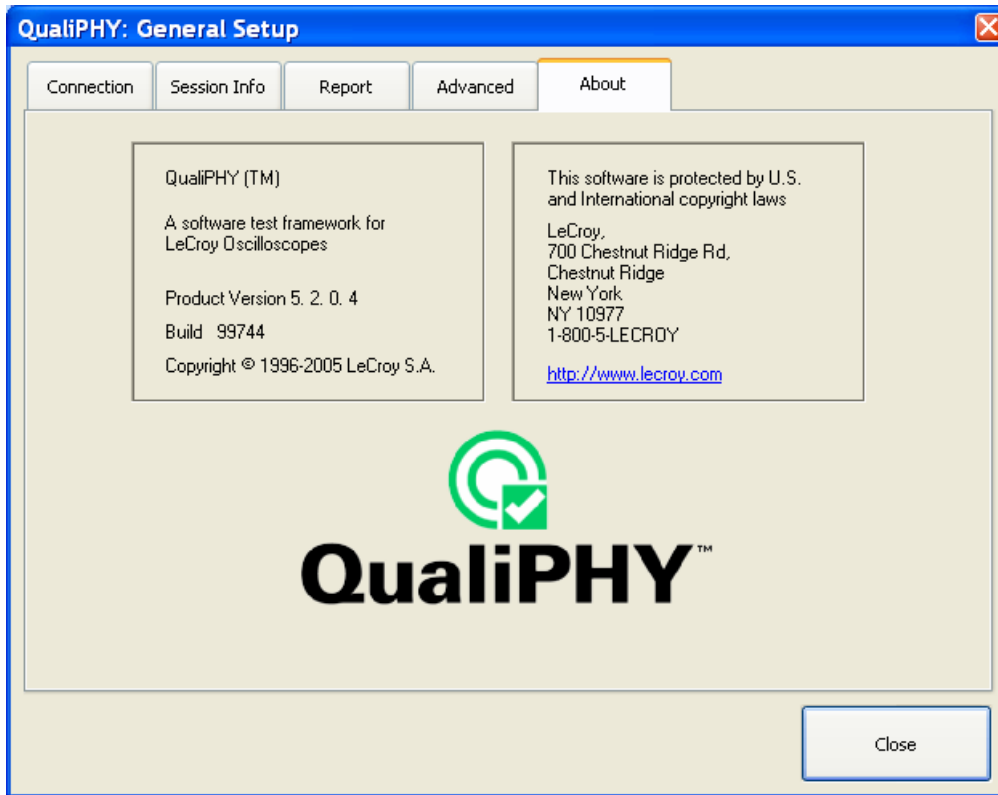 QualiPHY: General Setup
Connection
Session Info
Report
Advanced
About
QualiPHY (TM)
A software test framework for
LeCroy Oscilloscopes
Product Version 5. 2. 0. 4
Build 99744
Copyright © 1996-2005 LeCroy S.A.
This software is protected by U.S.
and International copyright laws
LeCroy,
700 Chestnut Ridge Rd,
Chestnut Ridge
New York
NY 10977
1-800-5-LECROY
http://www.lecroy.com
QualiPHY™
Close